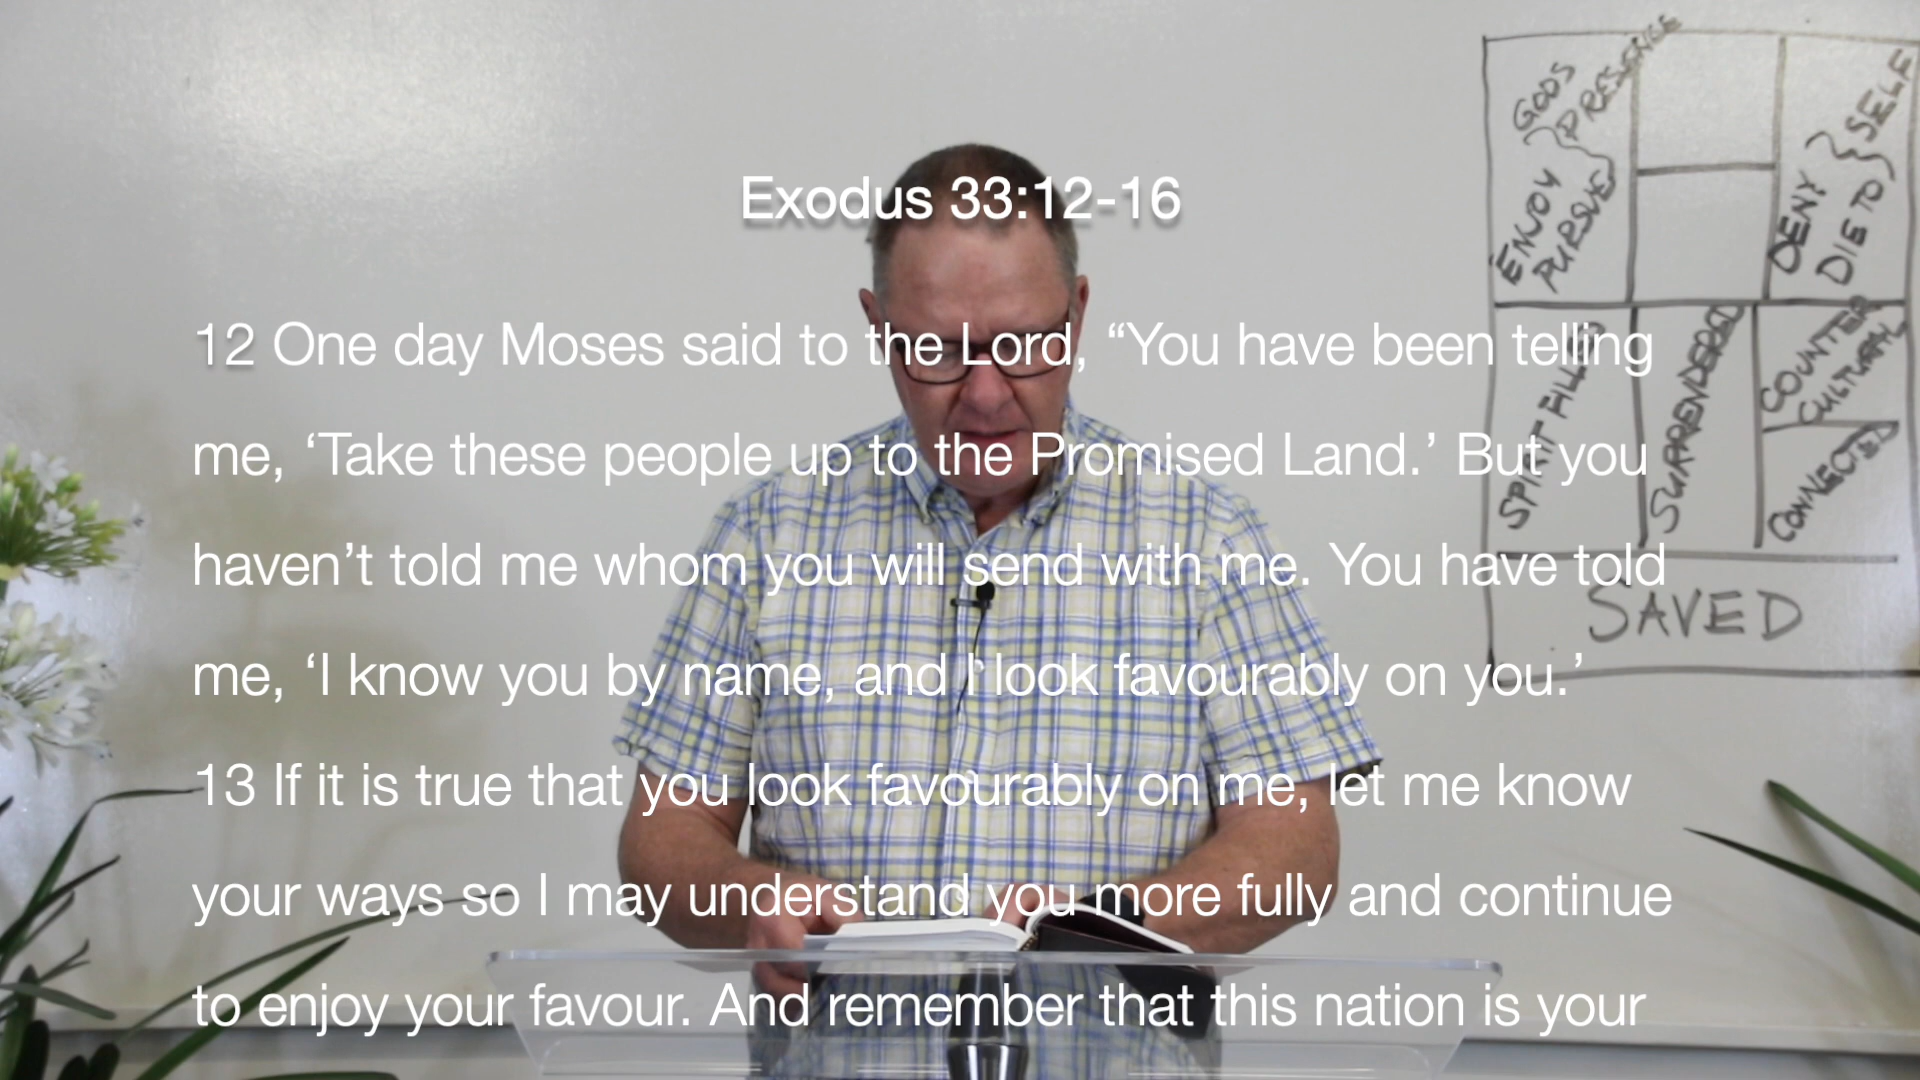 Exodus 33:12-16
12 One day Moses said to the Lord, “You have been telling
me, ‘Take these people up to the Promised Land.’ But you
haven’t told me whom you will send with me. You have told
me, ‘I know you by name, and I look favourably on you.’
13 If it is true that you look favourably on me, let me know
your ways so I may understand you more fully and continue
to enjoy your favour. And remember that this nation is your
ENJOY
PURSUE
GODS
PRESENCE
DENY
DIE TO
SELF
SPIRIT FILLED
SURRENDERED
COUNTER
CULTURAL
CONNECTED
SAVED